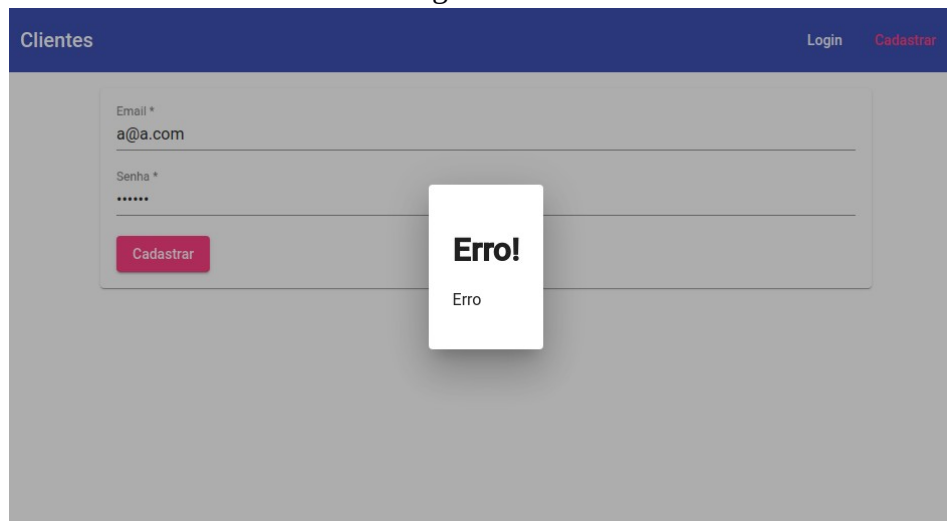 Clientes
Login
Cadastrar
Email *
a@a.com
Senha *
••••••
Cadastrar
Erro!
Erro